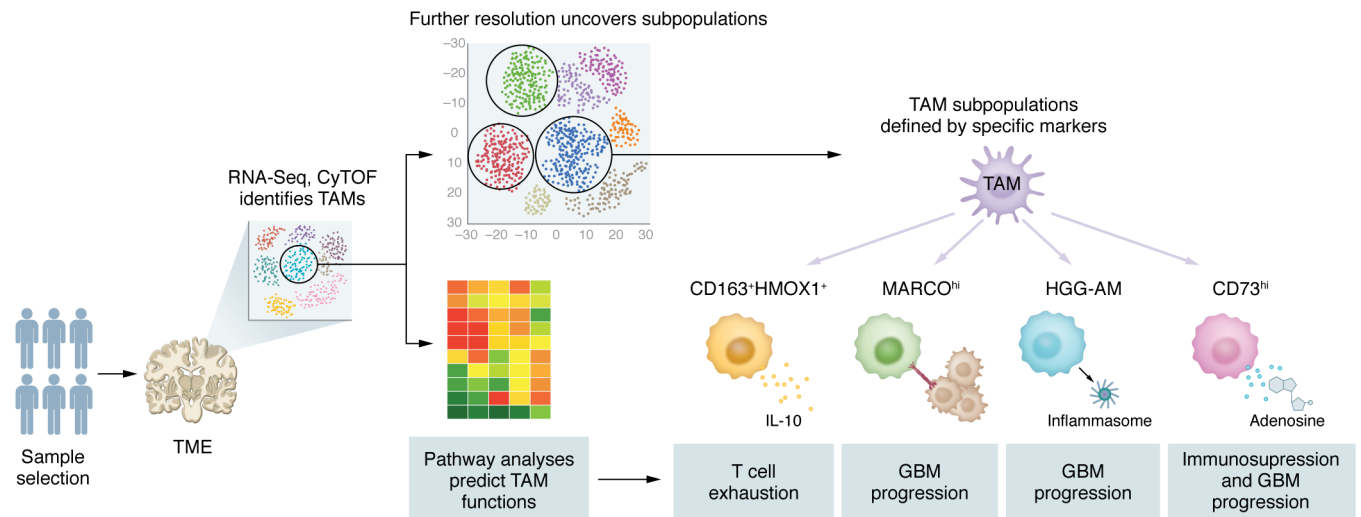 Further resolution uncovers subpopulations
–30
–20
–10
0
10
20
30
–30 –20 –10 0 10 20 30
RNA-Seq, CyTOF
identifies TAMs
Sample
selection
TME
Pathway analyses
predict TAM
functions
TAM subpopulations
defined by specific markers
TAM
CD163⁺HMOX1⁺
MARCOʰⁱ
HGG-AM
CD73ʰⁱ
IL-10
Inflammasome
Adenosine
T cell
exhaustion
GBM
progression
GBM
progression
Immunosupression
and GBM
progression